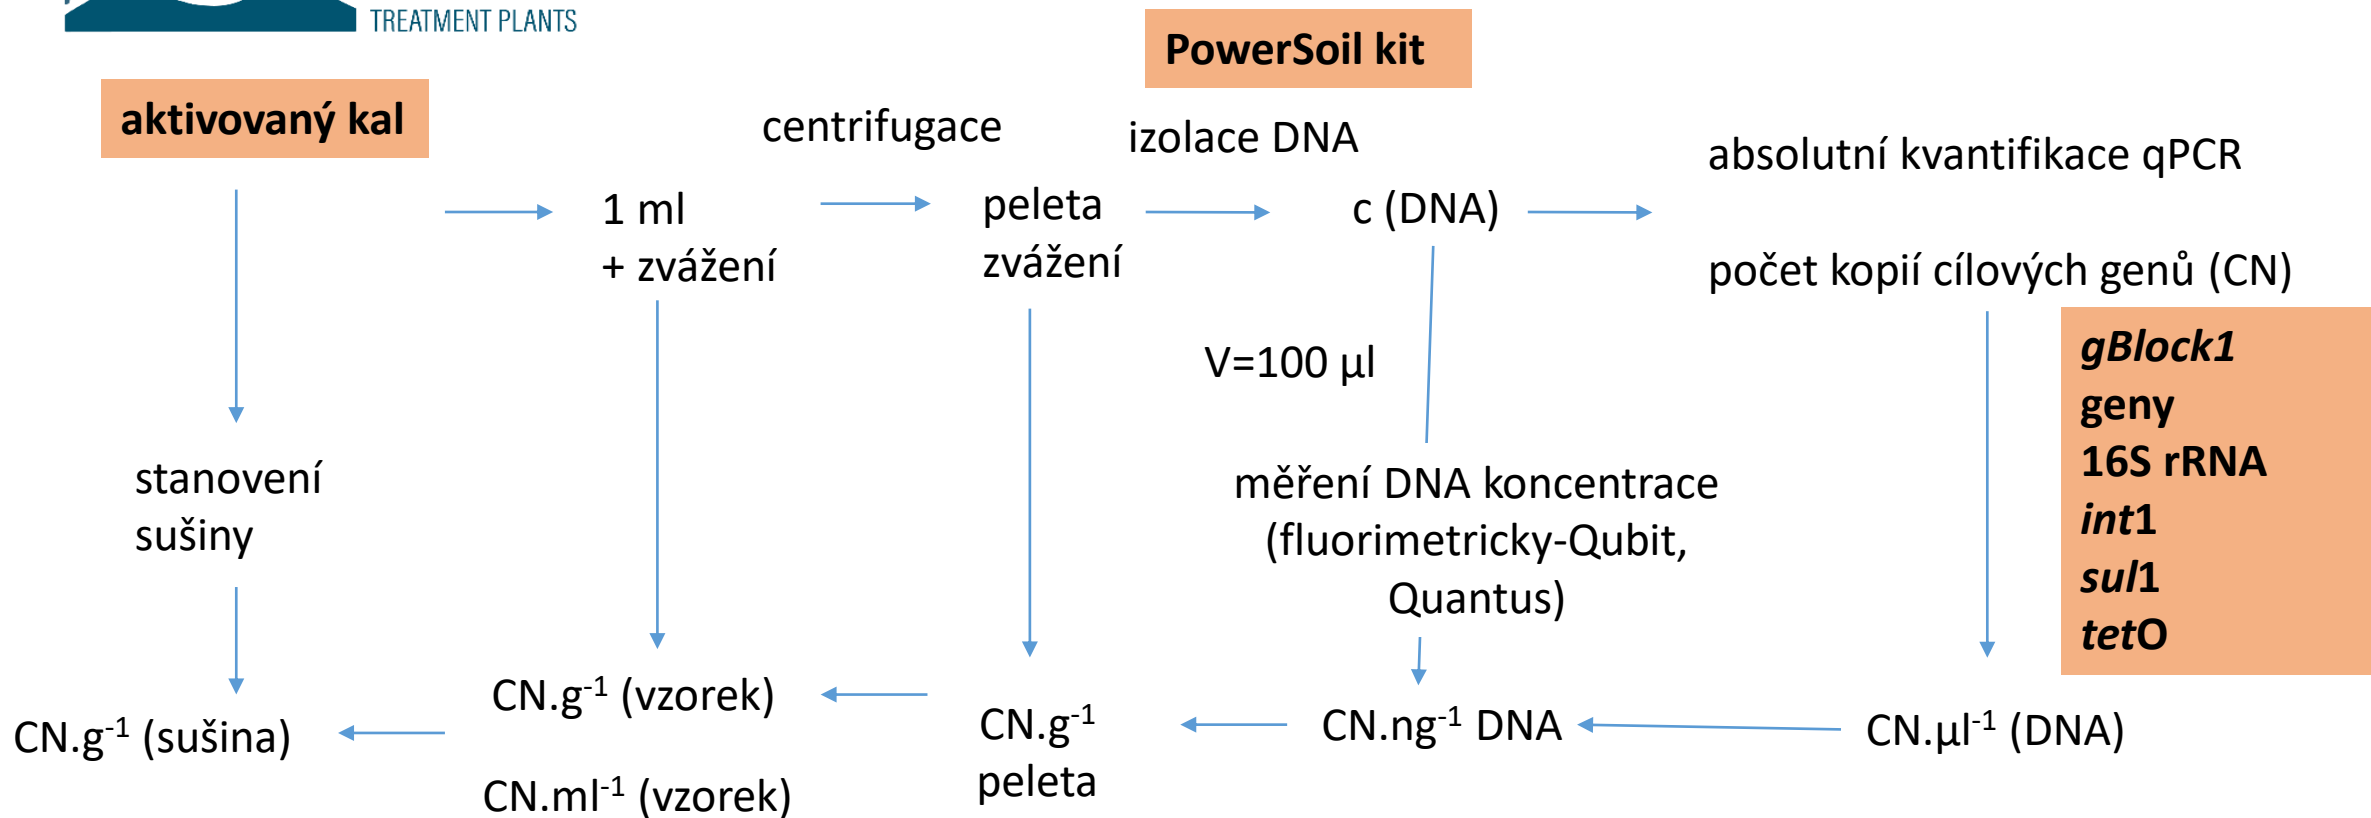 TREATMENT PLANTS
PowerSoil kit
aktivovaný kal
centrifugace
izolace DNA
absolutní kvantifikace qPCR
1 ml
+ zvážení
peleta
zvážení
c (DNA)
počet kopií cílových genů (CN)
V=100 µl
gBlock1
geny
16S rRNA
int1
sul1
tetO
stanovení
sušiny
měření DNA koncentrace
(fluorimetricky-Qubit,
Quantus)
CN.g⁻¹ (sušina)
CN.g⁻¹ (vzorek)
CN.ml⁻¹ (vzorek)
CN.g⁻¹
peleta
CN.ng⁻¹ DNA
CN.µl⁻¹ (DNA)